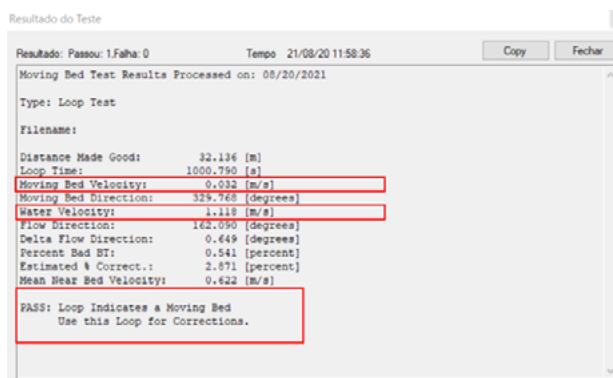 Resultado do Teste
Resultado: Passou: 1,Falha: 0 Tempo 21/08/20 11:58:36 Copy Fechar
Moving Bed Test Results Processed on: 08/20/2021
Type: Loop Test
Filename:
Distance Made Good: 32.136 [m]
Loop Time: 1000.790 [s]
Moving Bed Velocity: 0.032 [m/s]
Moving Bed Direction: 329.768 [degrees]
Water Velocity: 1.118 [m/s]
Flow Direction: 162.090 [degrees]
Delta Flow Direction: 0.649 [degrees]
Percent Bad BT: 0.541 [percent]
Estimated % Correct.: 2.871 [percent]
Mean Near Bed Velocity: 0.622 [m/s]
PASS: Loop Indicates a Moving Bed
Use this Loop for Corrections.